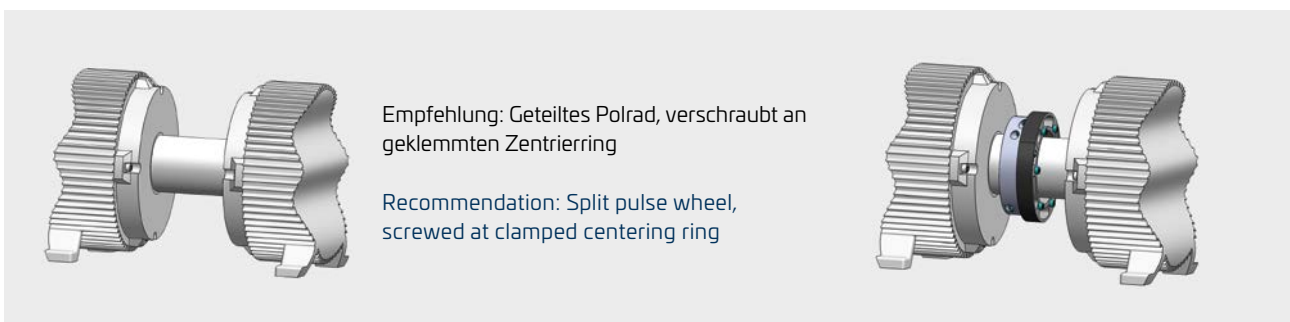 Empfehlung: Geteiltes Polrad, verschraubt an
geklemmten Zentrierring
Recommendation: Split pulse wheel,
screwed at clamped centering ring